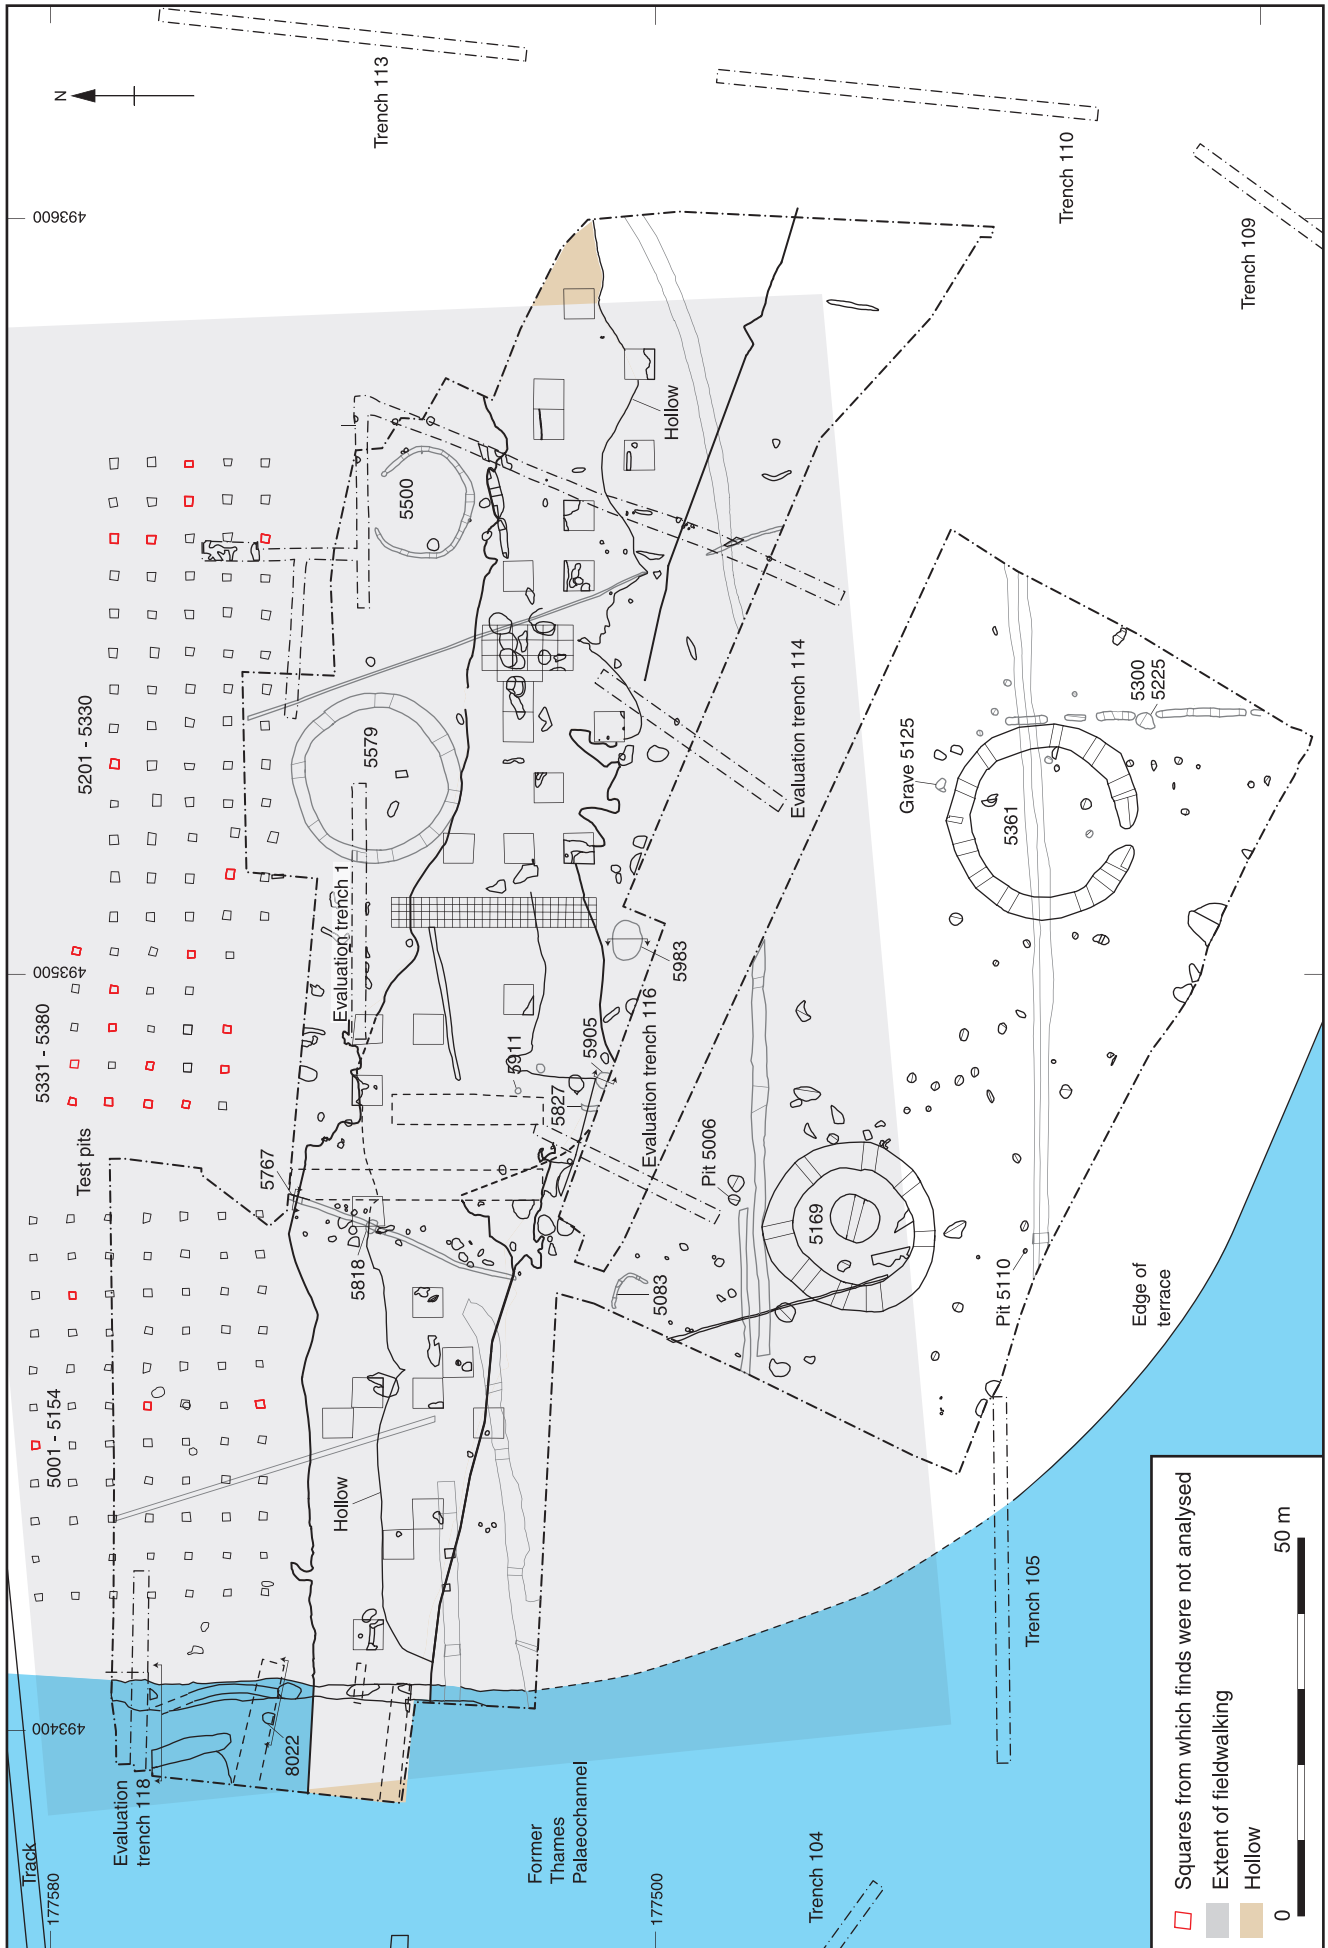 N
Trench 113
Trench 110
Trench 109
493600
5201 - 5330
5500
Hollow
5579
Evaluation trench 114
5300
5225
Grave 5125
5361
Evaluation trench 1
493500
5331 - 5380
Test pits
5983
5911
5905
5827
Evaluation trench 116
5767
5818
5083
Pit 5006
5169
Pit 5110
Edge of
terrace
5001 - 5154
Hollow
493400
8022
Evaluation
trench 118
Track
177580
Former
Thames
Palaeochannel
177500
Trench 104
Trench 105
Squares from which finds were not analysed
Extent of fieldwalking
Hollow
0
50 m